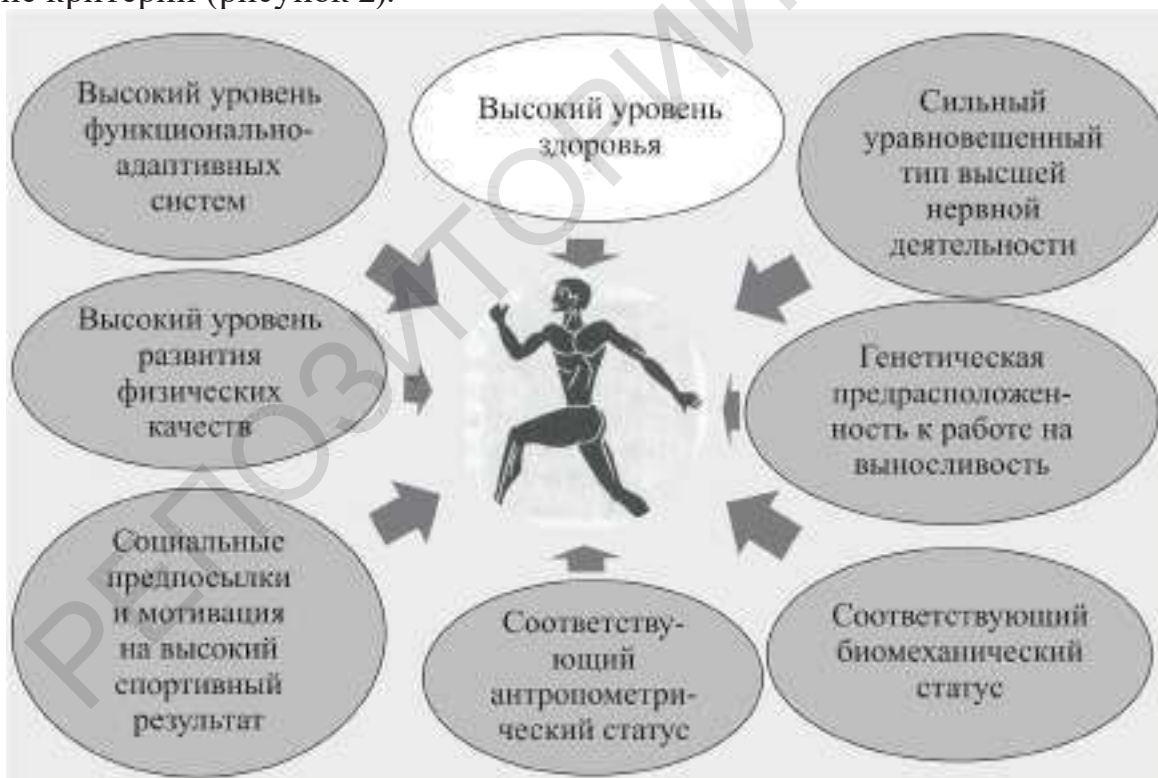 ие критерии (рисунок 2).
Высокий уровень
функционально-
адаптивных
систем
Высокий уровень
здоровья
Сильный
уравновешенный
тип высшей
нервной
деятельности
Высокий уровень
развития
физических
качеств
Генетическая
предрасположен-
ность к работе на
выносливость
Социальные
предпосылки
и мотивация
на высокий
спортивный
результат
Соответству-
ющий
антропометри-
ческий статус
Соответствующий
биомеханический
статус
РЕПОЗИТОРИ